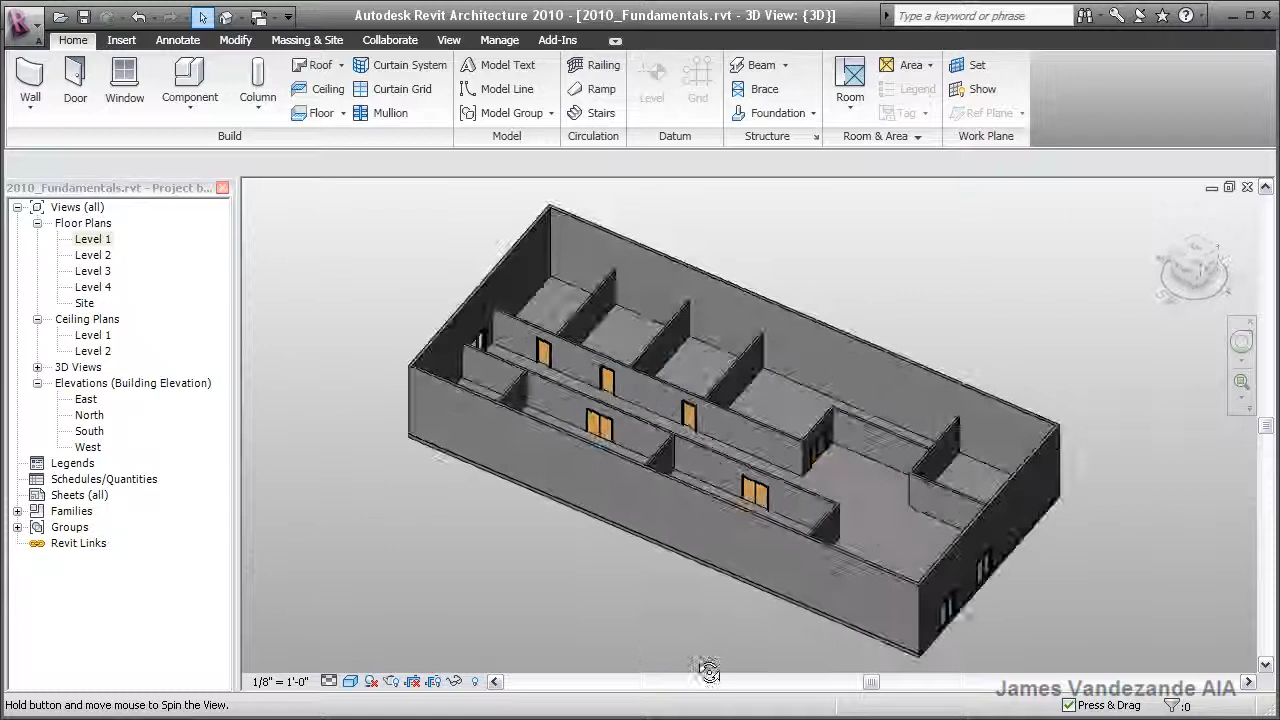 Autodesk Revit Architecture 2010 - [2010_Fundamentals.rvt - 3D View: {3D}]
Type a keyword or phrase
Home Insert Annotate Modify Massing & Site Collaborate View Manage Add-Ins
Wall Door Window Component Column
Roof Curtain System
Ceiling Curtain Grid
Floor Mullion
Build
Model Text
Model Line
Model Group
Model
Railing
Ramp
Stairs
Circulation
Level Grid
Datum
Beam
Brace
Foundation
Structure
Room
Area
Legend
Tag
Room & Area
Set
Show
Ref Plane
Work Plane
2010_Fundamentals.rvt - Project b...
Views (all)
Floor Plans
Level 1
Level 2
Level 3
Level 4
Site
Ceiling Plans
Level 1
Level 2
3D Views
Elevations (Building Elevation)
East
North
South
West
Legends
Schedules/Quantities
Sheets (all)
Families
Groups
Revit Links
1/8" = 1'-0"
James Vandezande AIA
Hold button and move mouse to Spin the View.
Press & Drag
:0